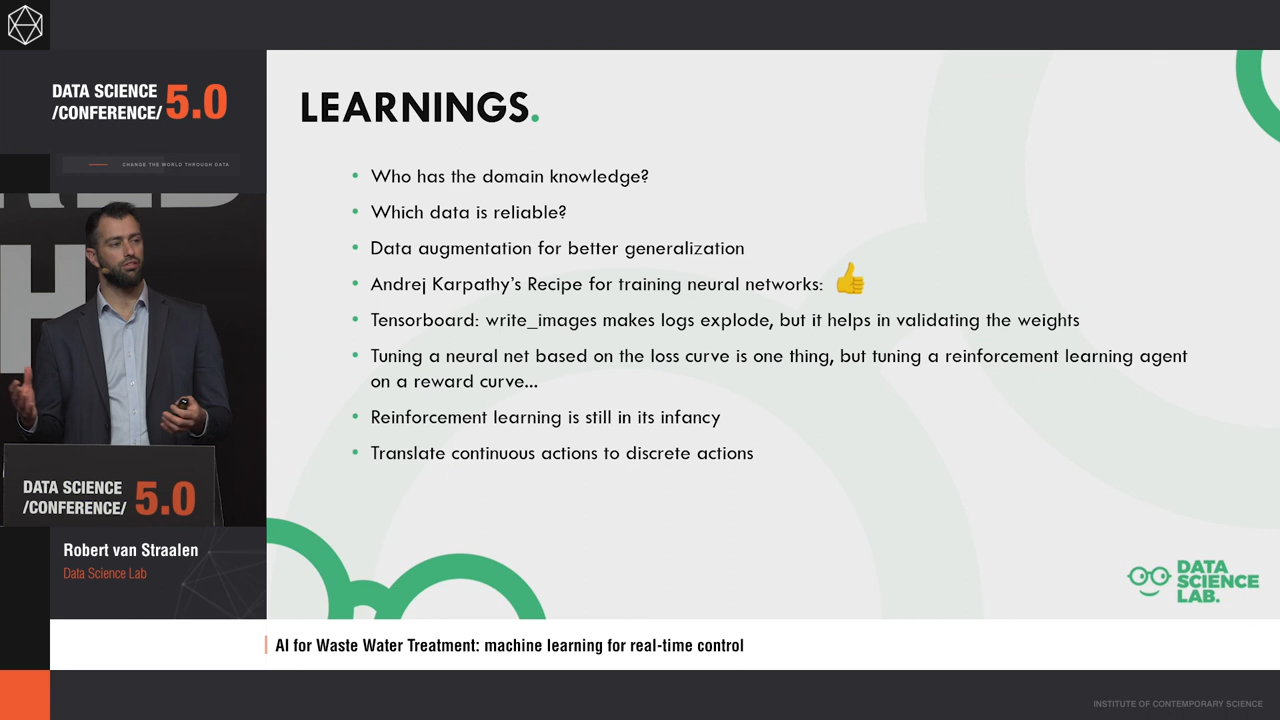 DATA SCIENCE
/CONFERENCE/ 5.0
CHANGE THE WORLD THROUGH DATA
DATA SCIENCE
/CONFERENCE/ 5.0
Robert van Straalen
Data Science Lab
LEARNINGS.
• Who has the domain knowledge?
• Which data is reliable?
• Data augmentation for better generalization
• Andrej Karpathy's Recipe for training neural networks: 👍
• Tensorboard: write_images makes logs explode, but it helps in validating the weights
• Tuning a neural net based on the loss curve is one thing, but tuning a reinforcement learning agent
on a reward curve...
• Reinforcement learning is still in its infancy
• Translate continuous actions to discrete actions
DATA
SCIENCE
LAB.
AI for Waste Water Treatment: machine learning for real-time control
INSTITUTE OF CONTEMPORARY SCIENCE